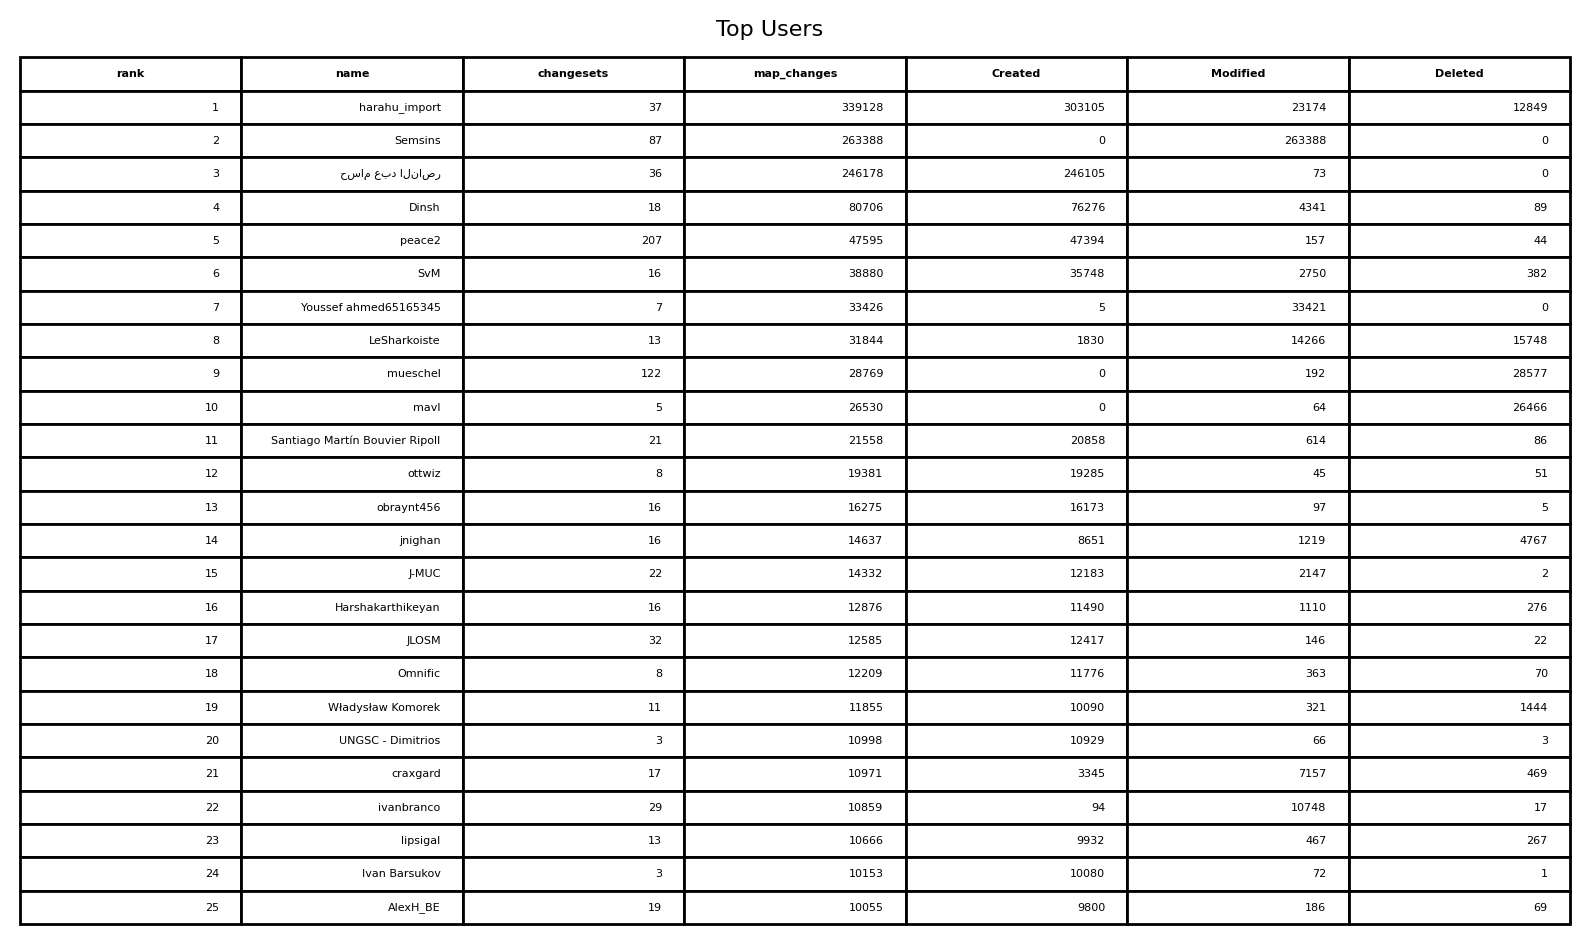 Top Users
rank name changesets map_changes Created Modified Deleted
1 harahu_import 37 339128 303105 23174 12849
2 Semsins 87 263388 0 263388 0
3 حسام عبد الناصر 36 246178 246105 73 0
4 Dinsh 18 80706 76276 4341 89
5 peace2 207 47595 47394 157 44
6 SvM 16 38880 35748 2750 382
7 Youssef ahmed65165345 7 33426 5 33421 0
8 LeSharkoiste 13 31844 1830 14266 15748
9 mueschel 122 28769 0 192 28577
10 mavl 5 26530 0 64 26466
11 Santiago Martín Bouvier Ripoll 21 21558 20858 614 86
12 ottwiz 8 19381 19285 45 51
13 obraynt456 16 16275 16173 97 5
14 jnighan 16 14637 8651 1219 4767
15 J-MUC 22 14332 12183 2147 2
16 Harshakarthikeyan 16 12876 11490 1110 276
17 JLOSM 32 12585 12417 146 22
18 Omnific 8 12209 11776 363 70
19 Władysław Komorek 11 11855 10090 321 1444
20 UNGSC - Dimitrios 3 10998 10929 66 3
21 craxgard 17 10971 3345 7157 469
22 ivanbranco 29 10859 94 10748 17
23 lipsigal 13 10666 9932 467 267
24 Ivan Barsukov 3 10153 10080 72 1
25 AlexH_BE 19 10055 9800 186 69